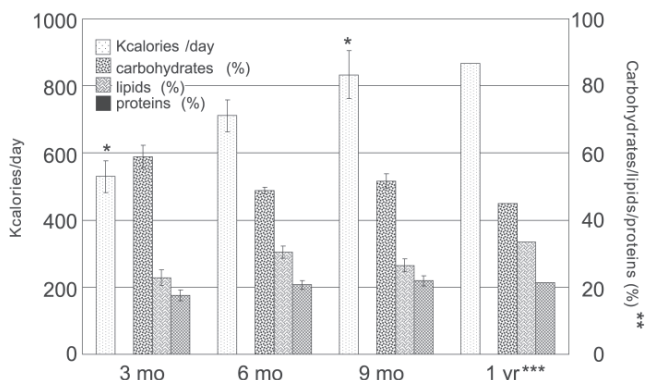 1000
800
600
400
200
0
Kcalories/day
Kcalories /day
carbohydrates (%)
lipids (%)
proteins (%)
*
*
100
80
60
40
20
0
Carbohydrates/lipids/proteins (%) **
3 mo
6 mo
9 mo
1 yr***